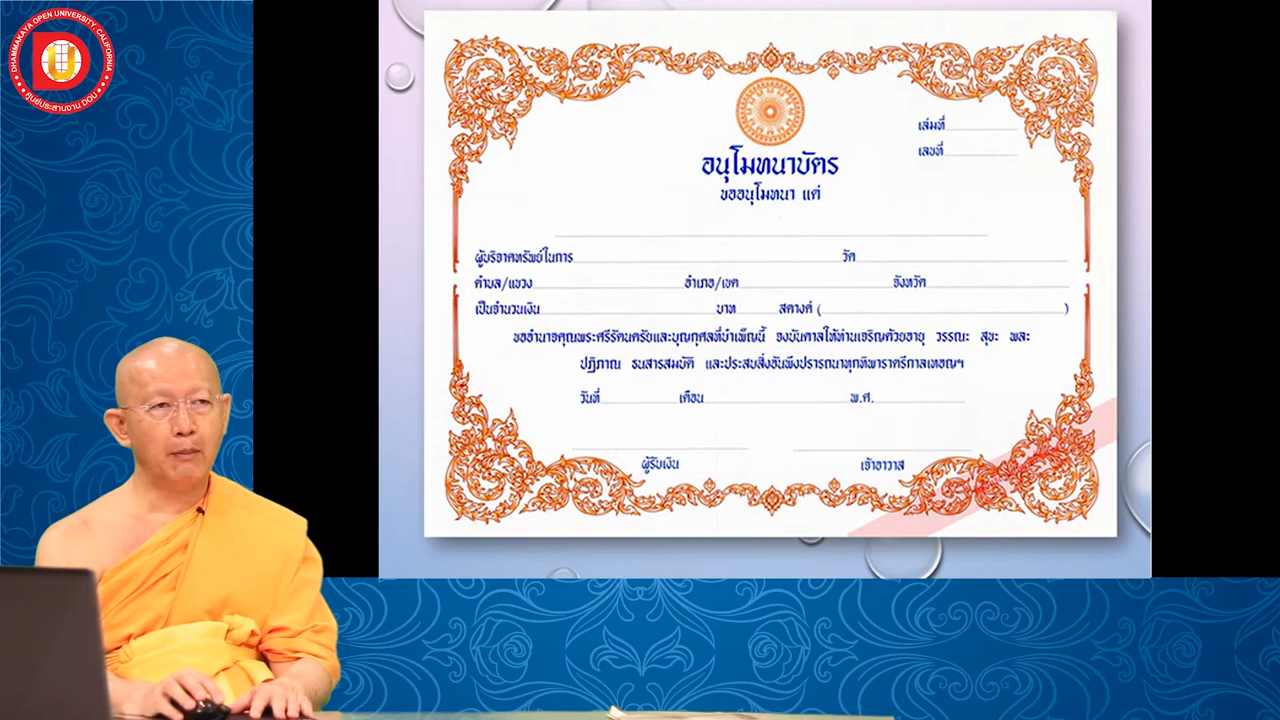 DHAMMAKAYA OPEN UNIVERSITY, CALIFORNIA
D
U
ศูนย์ประสานงาน DOU
เล่มที่
เลขที่
อนุโมทนาบัตร
ขออนุโมทนา แด่
ผู้บริจาคทรัพย์ในการ วัด
ตำบล/แขวง อำเภอ/เขต จังหวัด
เป็นจำนวนเงิน บาท สตางค์ ( )
ขออำนาจคุณพระศรีรัตนตรัยและบุญกุศลที่บำเพ็ญนี้ จงบันดาลให้ท่านเจริญด้วยอายุ วรรณะ สุขะ พละ
ปฏิภาณ ธนสารสมบัติ และประสบสิ่งอันพึงปรารถนาทุกทิพาราตรีกาลเทอญฯ
วันที่ เดือน พ.ศ.
ผู้รับเงิน เจ้าอาวาส